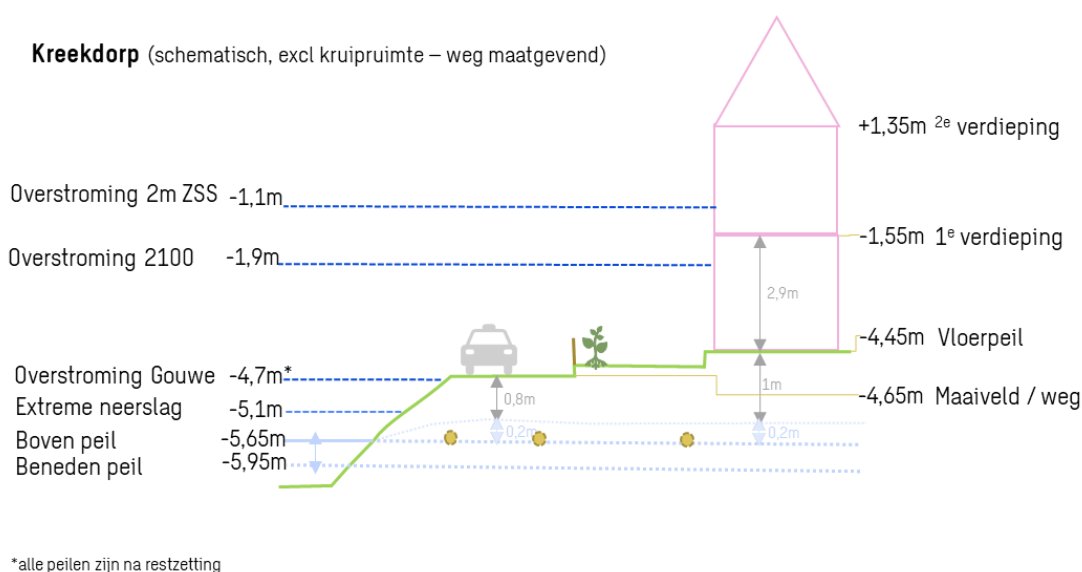 Kreekdorp (schematisch, excl kruipruimte – weg maatgevend)
+1,35m 2e verdieping
Overstroming 2m ZSS -1,1m
-1,55m 1e verdieping
Overstroming 2100 -1,9m
2,9m
-4,45m Vloerpeil
Overstroming Gouwe -4,7m*
1m
-4,65m Maaiveld / weg
0,8m
Extreme neerslag -5,1m
0,2m
0,2m
Boven peil -5,65m
Beneden peil -5,95m
*alle peilen zijn na restzetting